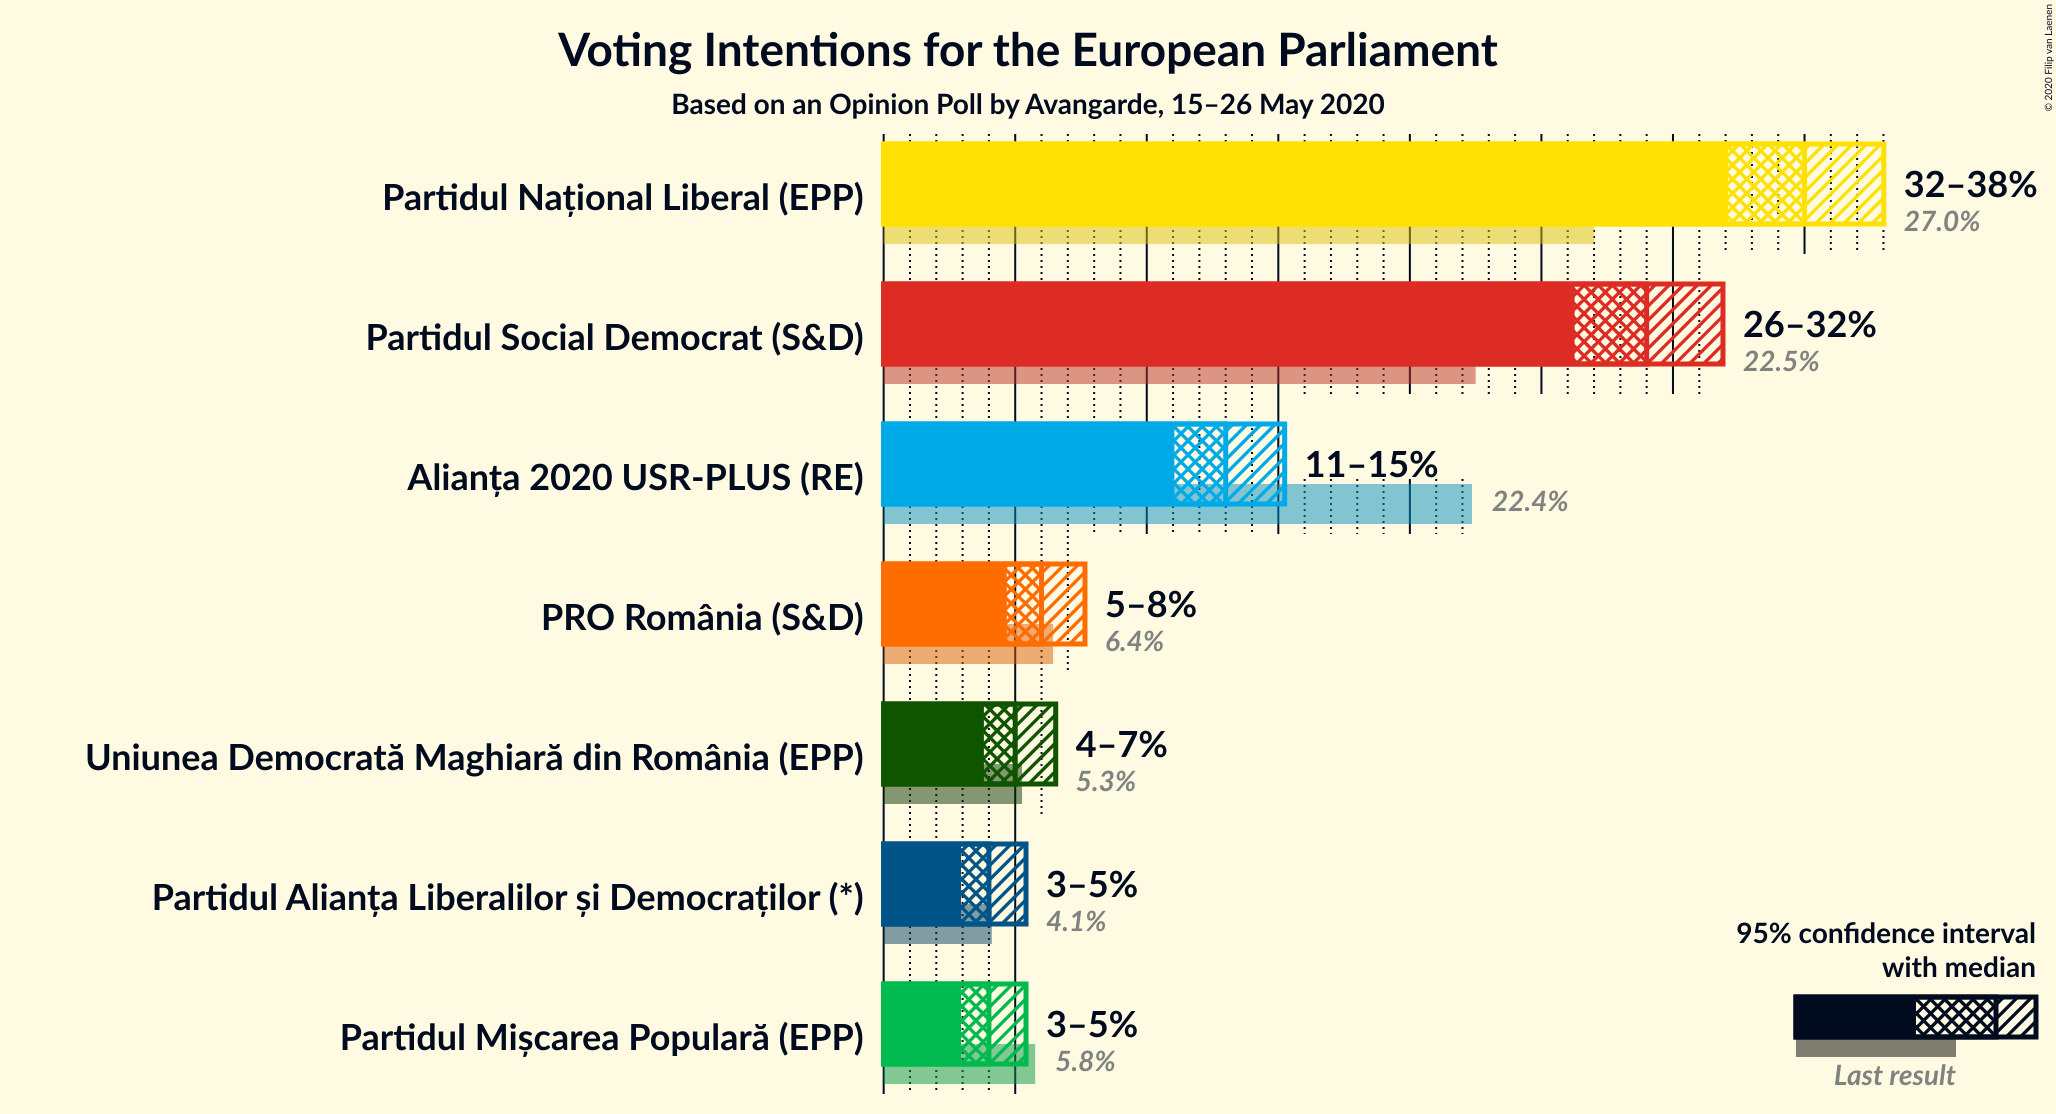 Voting Intentions for the European Parliament
Based on an Opinion Poll by Avangarde, 15–26 May 2020
© 2020 Filip van Laenen
Partidul Național Liberal (EPP)
32–38%
27.0%
Partidul Social Democrat (S&D)
26–32%
22.5%
Alianța 2020 USR-PLUS (RE)
11–15%
22.4%
PRO România (S&D)
5–8%
6.4%
Uniunea Democrată Maghiară din România (EPP)
4–7%
5.3%
Partidul Alianța Liberalilor și Democraților (*)
3–5%
4.1%
Partidul Mișcarea Populară (EPP)
3–5%
5.8%
95% confidence interval
with median
Last result